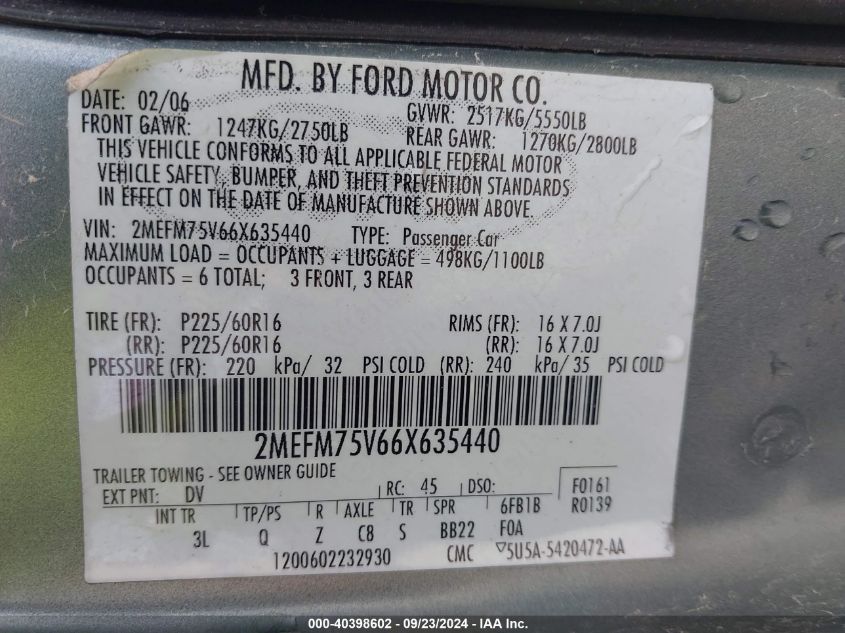 MFD. BY FORD MOTOR CO.
DATE: 02/06 GVWR: 2517KG/5550LB
FRONT GAWR: 1247KG/2750LB REAR GAWR: 1270KG/2800LB
THIS VEHICLE CONFORMS TO ALL APPLICABLE FEDERAL MOTOR
VEHICLE SAFETY, BUMPER, AND THEFT PREVENTION STANDARDS
IN EFFECT ON THE DATE OF MANUFACTURE SHOWN ABOVE.
VIN: 2MEFM75V66X635440 TYPE: Passenger Car
MAXIMUM LOAD = OCCUPANTS + LUGGAGE = 498KG/1100LB
OCCUPANTS = 6 TOTAL; 3 FRONT, 3 REAR
TIRE (FR): P225/60R16 RIMS (FR): 16 X 7.0J
(RR): P225/60R16 (RR): 16 X 7.0J
PRESSURE (FR): 220 kPa/ 32 PSI COLD (RR): 240 kPa/ 35 PSI COLD
2MEFM75V66X635440
TRAILER TOWING - SEE OWNER GUIDE
EXT PNT: DV RC: 45 DSO: F0161
INT TR TP/PS R AXLE TR SPR 6FB1B R0139
3L Q Z C8 S BB22 F0A
1200602232930 CMC ▽5U5A-5420472-AA
000-40398602 - 09/23/2024 - IAA Inc.